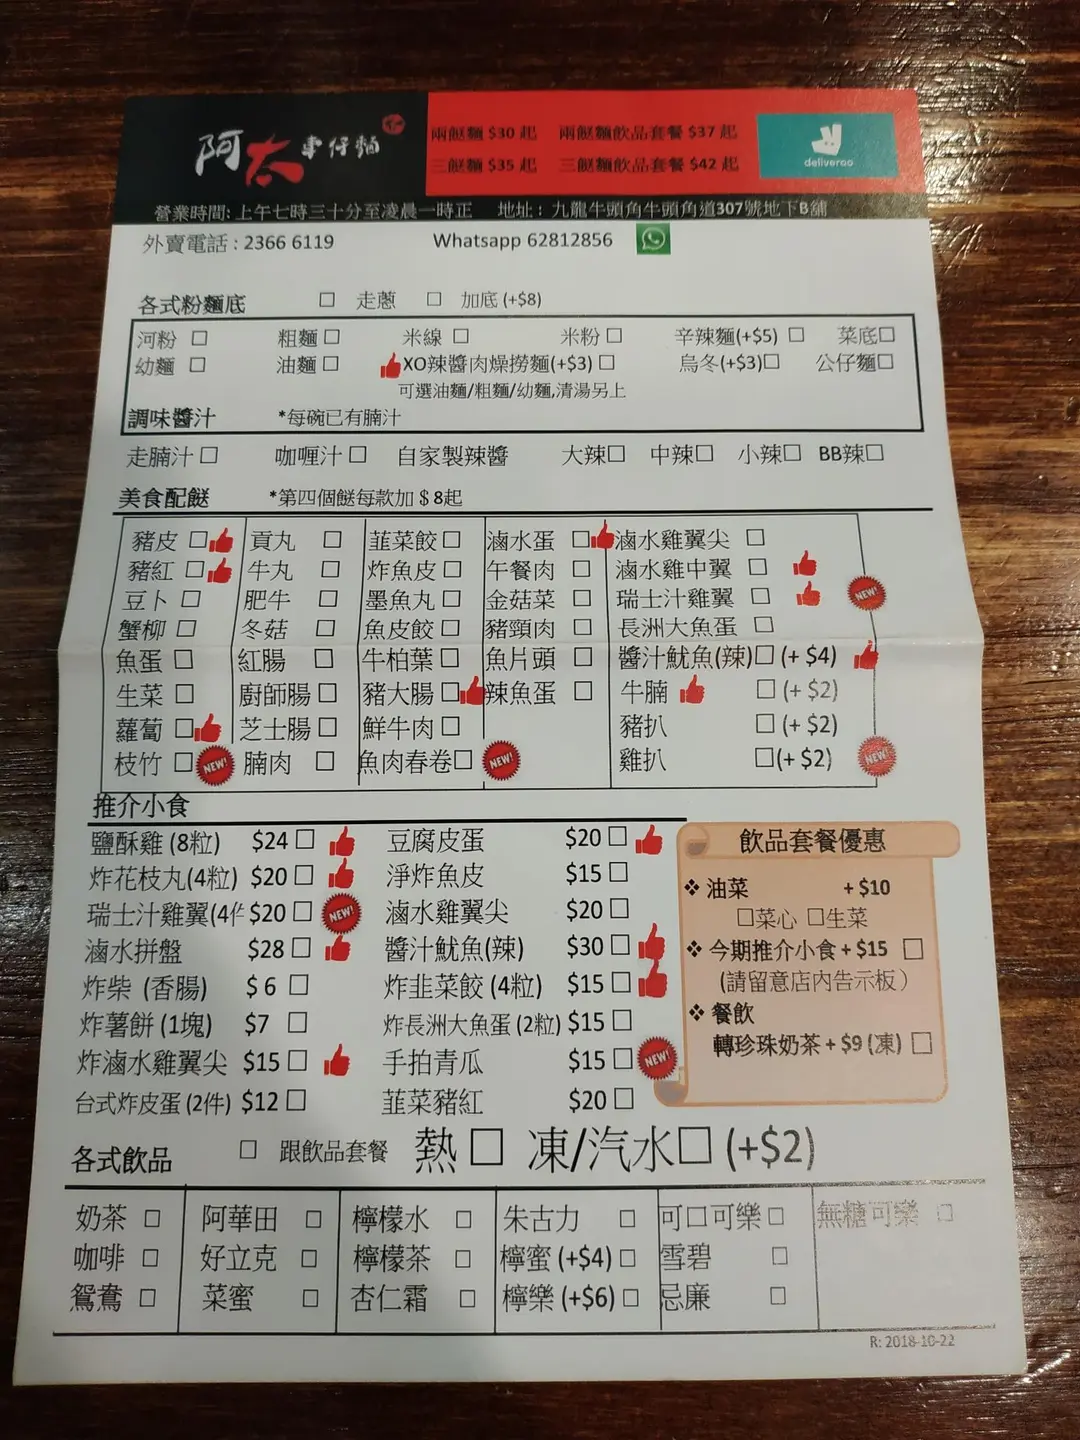 阿太車仔麵
兩餸麵 $30 起 兩餸麵飲品套餐 $37 起
三餸麵 $35 起 三餸麵飲品套餐 $42 起
deliveroo
營業時間: 上午七時三十分至凌晨一時正 地址 : 九龍牛頭角牛頭角道307號地下B舖
外賣電話 : 2366 6119 Whatsapp 62812856
各式粉麵底 □ 走蔥 □ 加底 (+$8)
河粉 □ 粗麵 □ 米線 □ 米粉 □ 辛辣麵(+$5) □ 菜底□
幼麵 □ 油麵 □ XO辣醬肉燥撈麵(+$3) □ 烏冬(+$3)□ 公仔麵□
可選油麵/粗麵/幼麵,清湯另上
調味醬汁 *每碗已有腩汁
走腩汁 □ 咖喱汁 □ 自家製辣醬 大辣□ 中辣□ 小辣□ BB辣□
美食配餸 *第四個餸每款加 $ 8起
豬皮 □ 貢丸 □ 韮菜餃 □ 滷水蛋 □ 滷水雞翼尖 □
豬紅 □ 牛丸 □ 炸魚皮 □ 午餐肉 □ 滷水雞中翼 □
豆卜 □ 肥牛 □ 墨魚丸 □ 金菇菜 □ 瑞士汁雞翼 □ NEW!
蟹柳 □ 冬菇 □ 魚皮餃 □ 豬頸肉 □ 長洲大魚蛋 □
魚蛋 □ 紅腸 □ 牛柏葉 □ 魚片頭 □ 醬汁魷魚(辣)□ (+ $4)
生菜 □ 廚師腸 □ 豬大腸 □ 辣魚蛋 □ 牛腩 □ (+ $2)
蘿蔔 □ 芝士腸 □ 鮮牛肉 □ 豬扒 □ (+ $2)
枝竹 □ NEW! 腩肉 □ 魚肉春卷□ NEW! 雞扒 □(+ $2) NEW!
推介小食
鹽酥雞 (8粒) $24 □ 豆腐皮蛋 $20 □
炸花枝丸(4粒) $20 □ 淨炸魚皮 $15 □
瑞士汁雞翼(4件 $20 □ NEW! 滷水雞翼尖 $20 □
滷水拼盤 $28 □ 醬汁魷魚(辣) $30 □
炸柴 (香腸) $ 6 □ 炸韭菜餃 (4粒) $15 □
炸薯餅 (1塊) $7 □ 炸長洲大魚蛋 (2粒) $15 □
炸滷水雞翼尖 $15 □ 手拍青瓜 $15 □ NEW!
台式炸皮蛋 (2件) $12 □ 韮菜豬紅 $20 □
飲品套餐優惠
❖ 油菜 + $10
□菜心 □生菜
❖ 今期推介小食 + $15 □
(請留意店內告示板 )
❖ 餐飲
轉珍珠奶茶 + $9 (凍) □
各式飲品 □ 跟飲品套餐 熱 □ 凍/汽水□ (+$2)
奶茶 □ 阿華田 □ 檸檬水 □ 朱古力 □ 可口可樂 □ 無糖可樂 □
咖啡 □ 好立克 □ 檸檬茶 □ 檸蜜 (+$4) □ 雪碧 □
鴛鴦 □ 菜蜜 □ 杏仁霜 □ 檸樂 (+$6) □ 忌廉 □
R: 2018-10-22